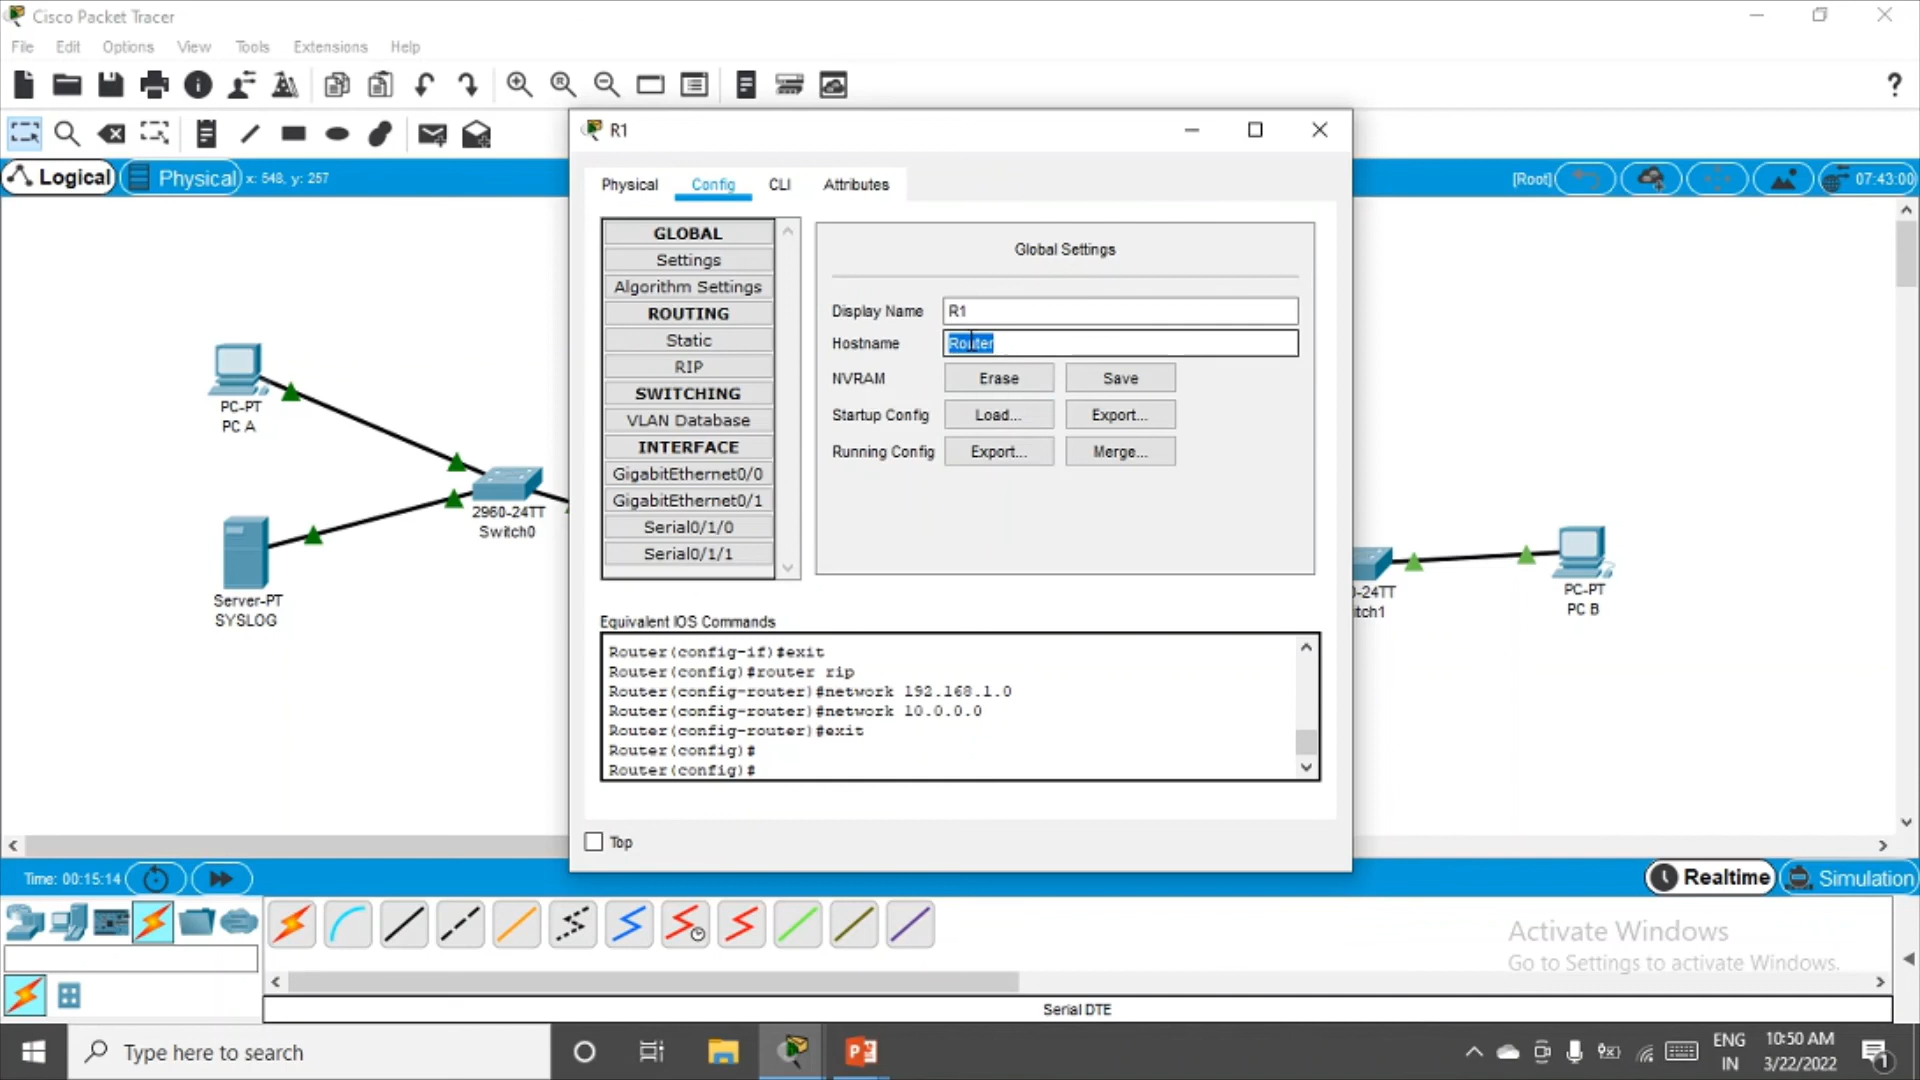 Cisco Packet Tracer
File Edit Options View Tools Extensions Help
?
R1
Logical Physical x: 548, y: 257
[Root] 07:43:00
Physical Config CLI Attributes
GLOBAL
Settings
Algorithm Settings
ROUTING
Static
RIP
SWITCHING
VLAN Database
INTERFACE
GigabitEthernet0/0
GigabitEthernet0/1
Serial0/1/0
Serial0/1/1
Global Settings
Display Name R1
Hostname Router
NVRAM Erase Save
Startup Config Load... Export...
Running Config Export... Merge...
PC-PT
PC A
2960-24TT
Switch0
Server-PT
SYSLOG
0-24TT
itch1
PC-PT
PC B
Equivalent IOS Commands
Router(config-if)#exit
Router(config)#router rip
Router(config-router)#network 192.168.1.0
Router(config-router)#network 10.0.0.0
Router(config-router)#exit
Router(config)#
Router(config)#
Top
Time: 00:15:14
Realtime Simulation
Activate Windows
Go to Settings to activate Windows.
Serial DTE
Type here to search
ENG
IN
10:50 AM
3/22/2022
1